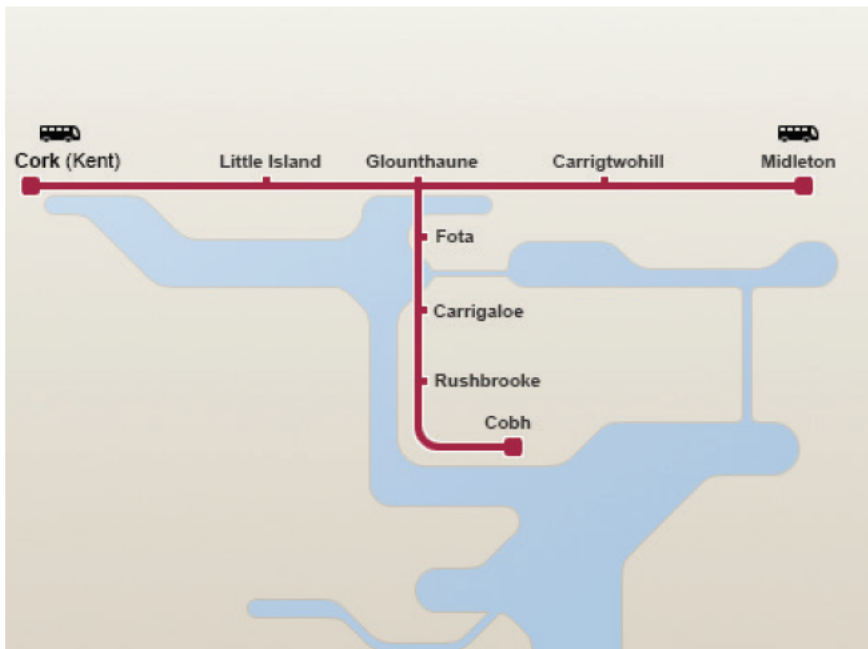 Cork (Kent)
Little Island
Glounthaune
Carrigtwohill
Midleton
Fota
Carrigaloe
Rushbrooke
Cobh